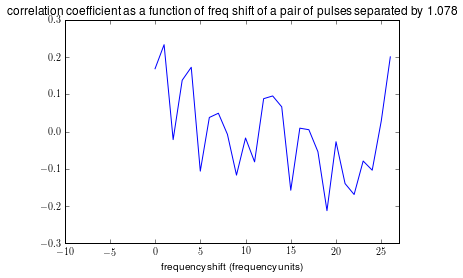 correlation coefficient as a function of freq shift of a pair of pulses separated by 1.078
0.3
0.2
0.1
0.0
−0.1
−0.2
−0.3
−10 −5 0 5 10 15 20 25
frequency shift (frequency units)